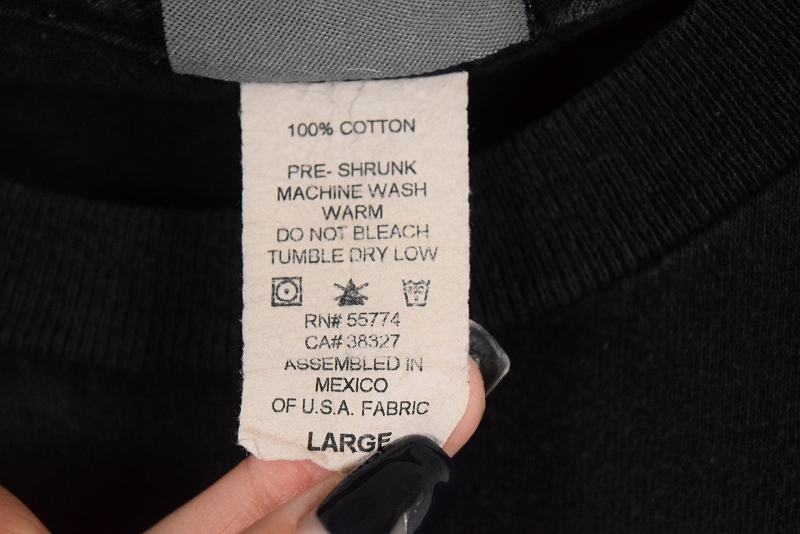 100% COTTON
PRE- SHRUNK
MACHINE WASH
WARM
DO NOT BLEACH
TUMBLE DRY LOW
RN# 55774
CA# 38327
ASSEMBLED IN
MEXICO
OF U.S.A. FABRIC
LARGE